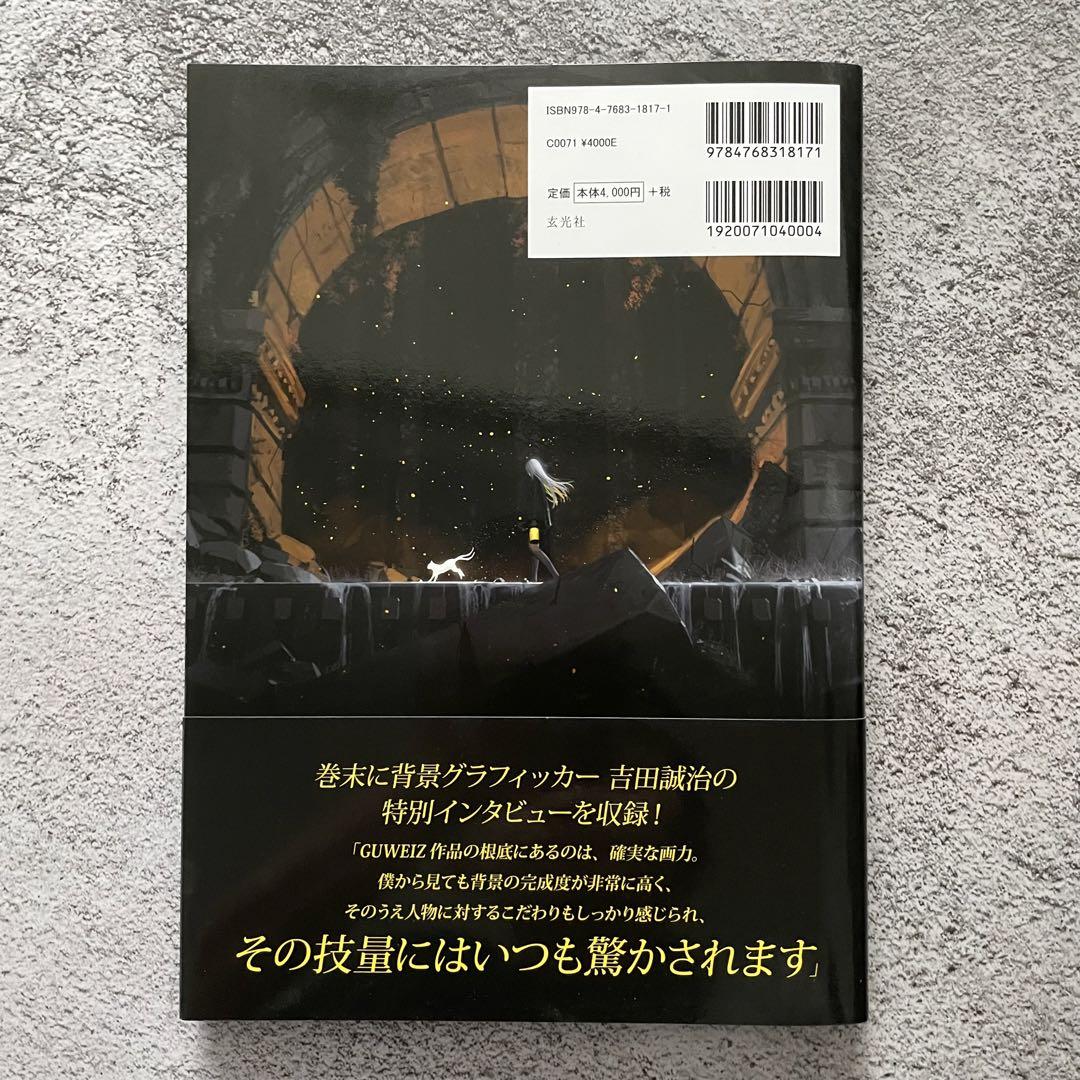 ISBN978-4-7683-1817-1
C0071 ¥4000E
定価 本体4,000円 +税
玄光社
9784768318171
1920071040004
巻末に背景グラフィッカー 吉田誠治の
特別インタビューを収録!
「GUWEIZ 作品の根底にあるのは、確実な画力。
僕から見ても背景の完成度が非常に高く、
そのうえ人物に対するこだわりもしっかり感じられ、
その技量にはいつも驚かされます」